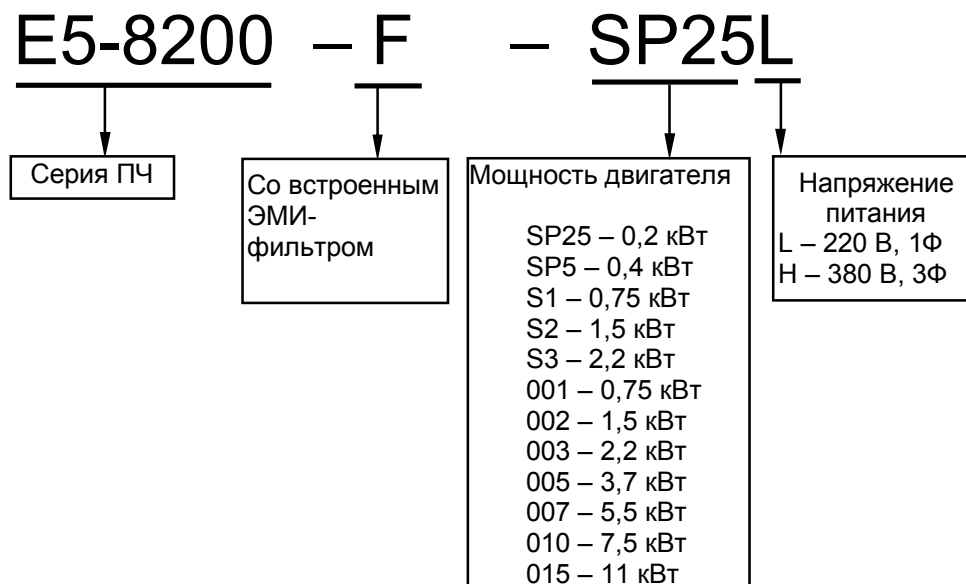 E5-8200 – F – SP25L
Серия ПЧ
Со встроенным
ЭМИ-
фильтром
Мощность двигателя
SP25 – 0,2 кВт
SP5 – 0,4 кВт
S1 – 0,75 кВт
S2 – 1,5 кВт
S3 – 2,2 кВт
001 – 0,75 кВт
002 – 1,5 кВт
003 – 2,2 кВт
005 – 3,7 кВт
007 – 5,5 кВт
010 – 7,5 кВт
015 – 11 кВт
Напряжение
питания
L – 220 В, 1Ф
H – 380 В, 3Ф